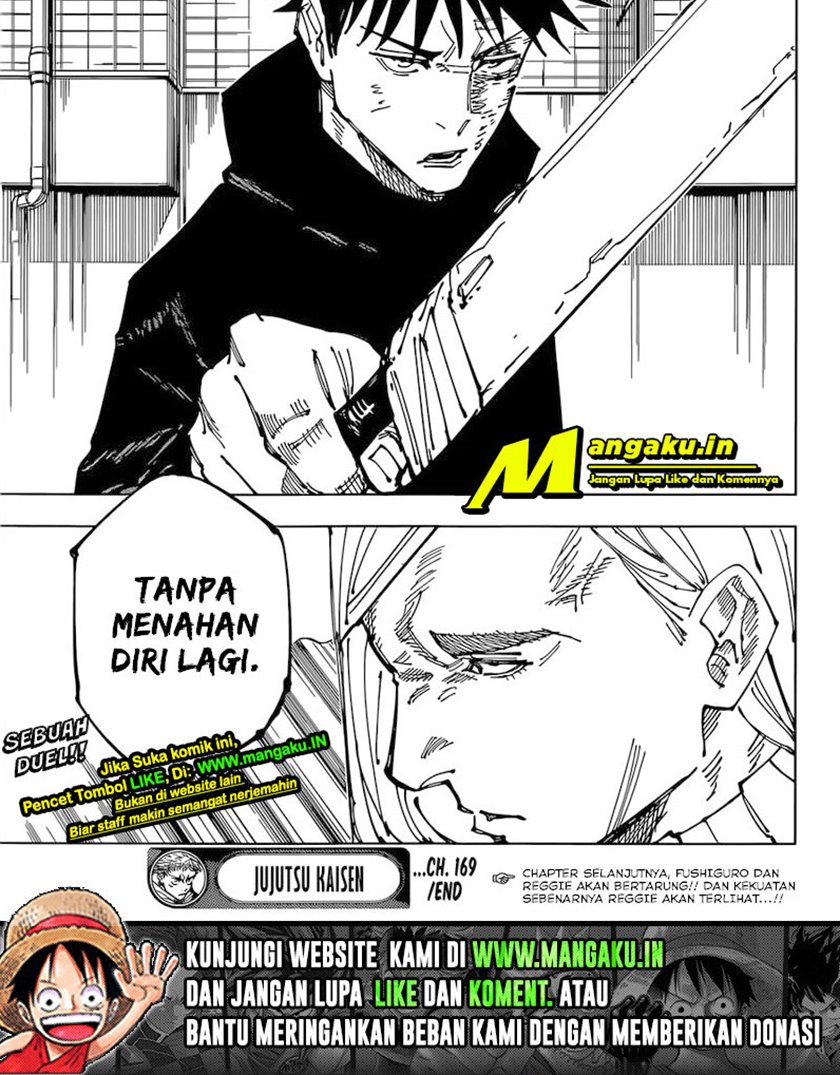 Mangaku.in
Jangan Lupa Like dan Komennya
TANPA
MENAHAN
DIRI LAGI.
SEBUAH
DUEL!!
Jika Suka komik ini,
Pencet Tombol LIKE, Di: www.mangaku.IN
Bukan di website lain
Biar staff makin semangat nerjemahin
JUJUTSU KAISEN
...CH. 169
/END
CHAPTER SELANJUTNYA, FUSHIGURO DAN
REGGIE AKAN BERTARUNG!! DAN KEKUATAN
SEBENARNYA REGGIE AKAN TERLIHAT...!!
KUNJUNGI WEBSITE KAMI DI WWW.MANGAKU.IN
DAN JANGAN LUPA LIKE DAN KOMENT. ATAU
BANTU MERINGANKAN BEBAN KAMI DENGAN MEMBERIKAN DONASI